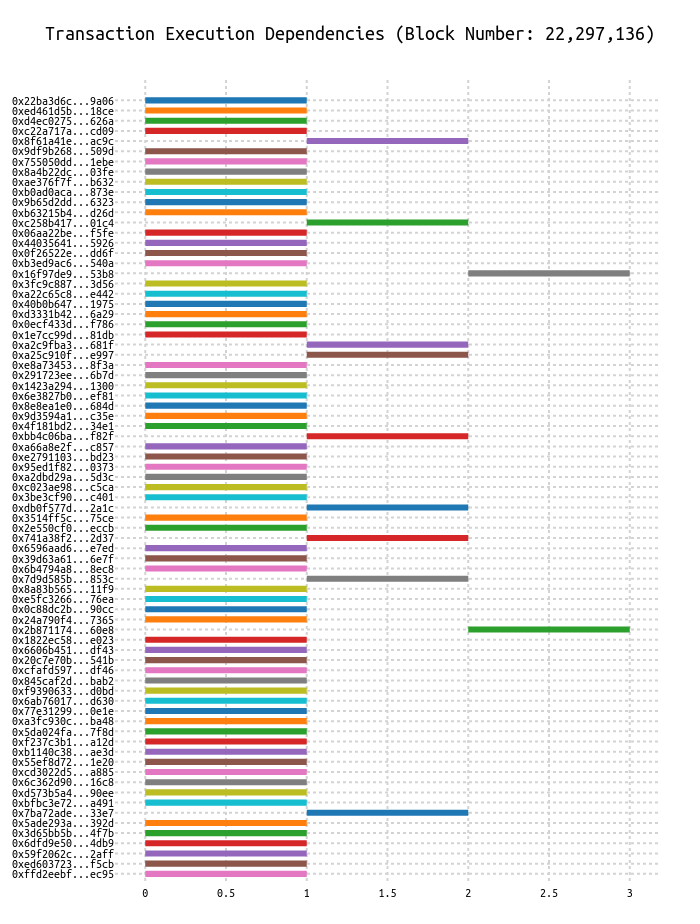 Transaction Execution Dependencies (Block Number: 22,297,136)
0x22ba3d6c...9a06
0xed461d5b...18ce
0xd4ec0275...626a
0xc22a717a...cd09
0x8f61a41e...ac9c
0x9df9b268...509d
0x755050dd...1ebe
0x8a4b22dc...03fe
0xae376f7f...b632
0xb0ad0aca...873e
0x9b65d2dd...6323
0xb63215b4...d26d
0xc258b417...01c4
0x06aa22be...f5fe
0x44035641...5926
0x0f26522e...dd6f
0xb3ed9ac6...540a
0x16f97de9...53b8
0x3fc9c887...3d56
0xa22c65c8...e442
0x40b0b647...1975
0xd3331b42...6a29
0x0ecf433d...f786
0x1e7cc99d...81db
0xa2c9fba3...681f
0xa25c910f...e997
0xe8a73453...8f3a
0x291723ee...6b7d
0x1423a294...1300
0x6e3827b0...ef81
0x8e8ea1e0...684d
0x9d3594a1...c35e
0x4f181bd2...34e1
0xbb4c06ba...f82f
0xa66a8e2f...c857
0xe2791103...bd23
0x95ed1f82...0373
0xa2dbd29a...5d3c
0xc023ae98...c5ca
0x3be3cf90...c401
0xdb0f577d...2a1c
0x3514ff5c...75ce
0x2e550cf0...eccb
0x741a38f2...2d37
0x6596aad6...e7ed
0x39d63a61...6e7f
0x6b4794a8...8ec8
0x7d9d585b...853c
0x8a83b565...11f9
0xe5fc3266...76ea
0x0c88dc2b...90cc
0x24a790f4...7365
0x2b871174...60e8
0x1822ec58...e023
0x6606b451...df43
0x20c7e70b...541b
0xcfafd597...df46
0x845caf2d...bab2
0xf9390633...d0bd
0x6ab76017...d630
0x77e31299...0e1e
0xa3fc930c...ba48
0x5da024fa...7f8d
0xf237c3b1...a12d
0xb1140c38...ae3d
0x55ef8d72...1e20
0xcd3022d5...a885
0x6c362d90...16c8
0xd573b5a4...90ee
0xbfbc3e72...a491
0x7ba72ade...33e7
0x5ade293a...392d
0x3d65bb5b...4f7b
0x6dfd9e50...4db9
0x59f2062c...2aff
0xed603723...f5cb
0xffd2eebf...ec95
0 0.5 1 1.5 2 2.5 3